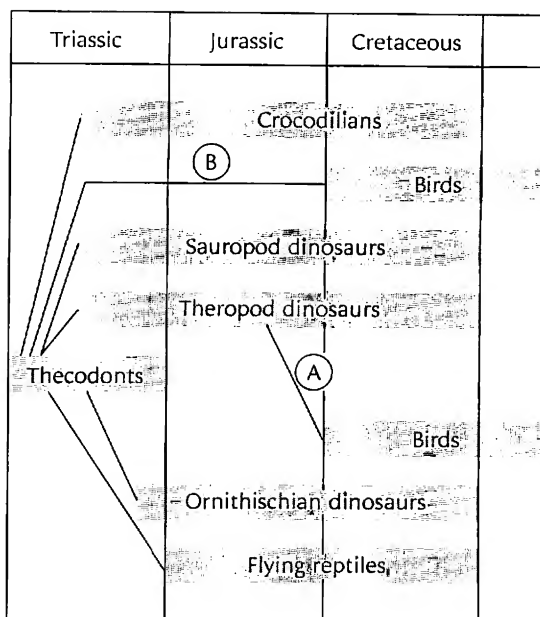 Triassic Jurassic Cretaceous
Crocodilians
B
Birds
Sauropod dinosaurs
Theropod dinosaurs
Thecodonts
A
Birds
Ornithischian dinosaurs
Flying reptiles